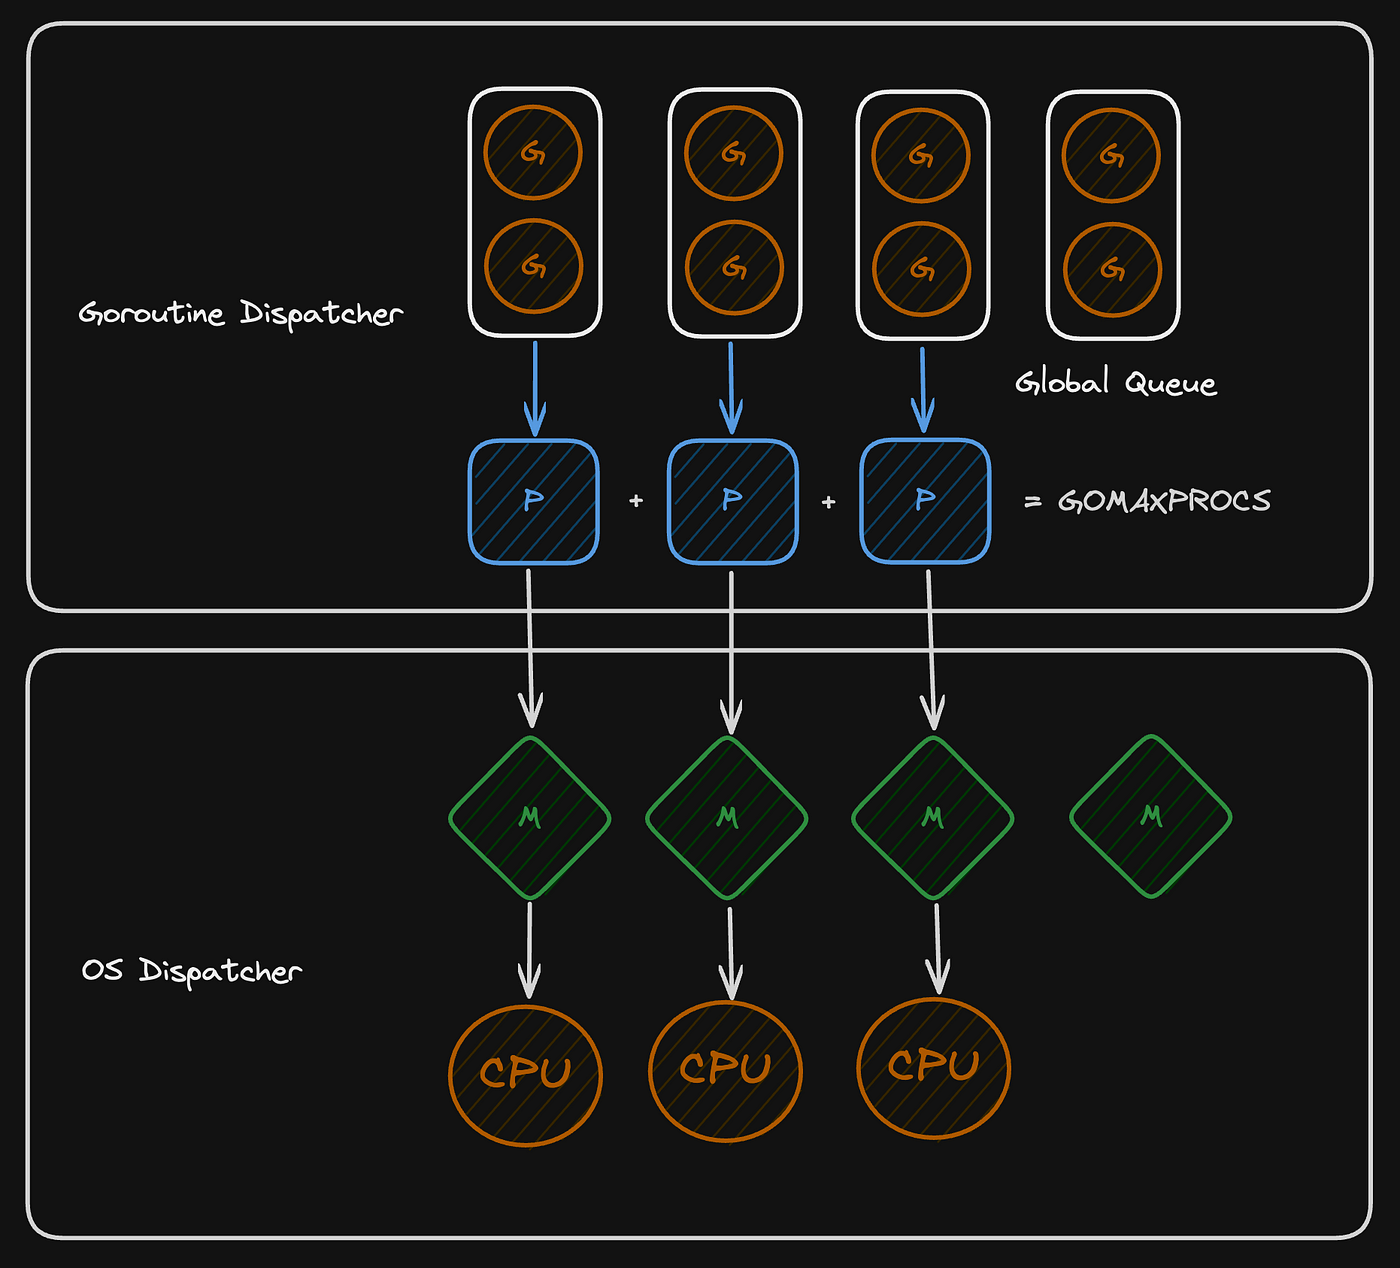 G G G G
G G G G
Goroutine Dispatcher
Global Queue
P + P + P = GOMAXPROCS
M M M M
OS Dispatcher
CPU CPU CPU